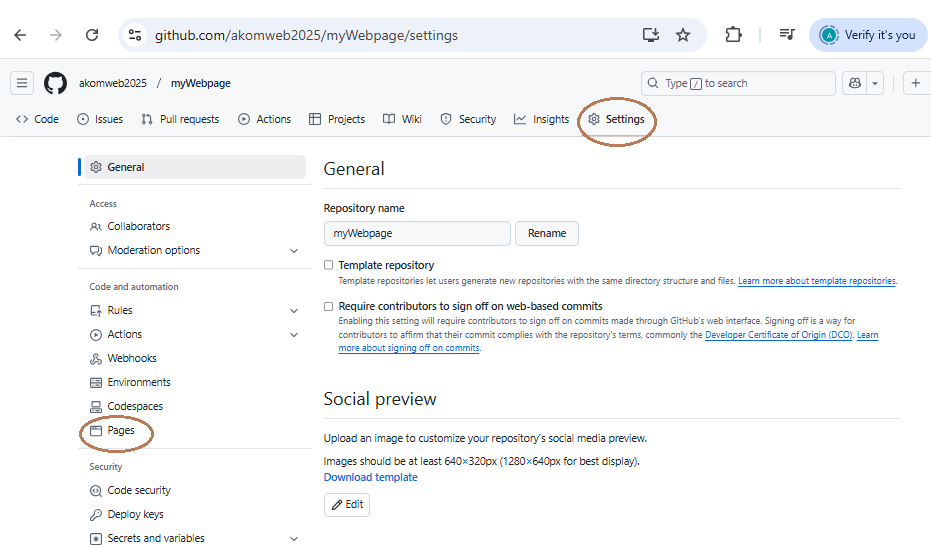 github.com/akomweb2025/myWebpage/settings
A
Verify it's you
akomweb2025 / myWebpage
Type / to search
Code Issues Pull requests Actions Projects Wiki Security Insights Settings
General
Access
Collaborators
Moderation options
Code and automation
Rules
Actions
Webhooks
Environments
Codespaces
Pages
Security
Code security
Deploy keys
Secrets and variables
General
Repository name
myWebpage
Rename
Template repository
Template repositories let users generate new repositories with the same directory structure and files. Learn more about template repositories.
Require contributors to sign off on web-based commits
Enabling this setting will require contributors to sign off on commits made through GitHub's web interface. Signing off is a way for
contributors to affirm that their commit complies with the repository's terms, commonly the Developer Certificate of Origin (DCO). Learn
more about signing off on commits.
Social preview
Upload an image to customize your repository's social media preview.
Images should be at least 640×320px (1280×640px for best display).
Download template
Edit